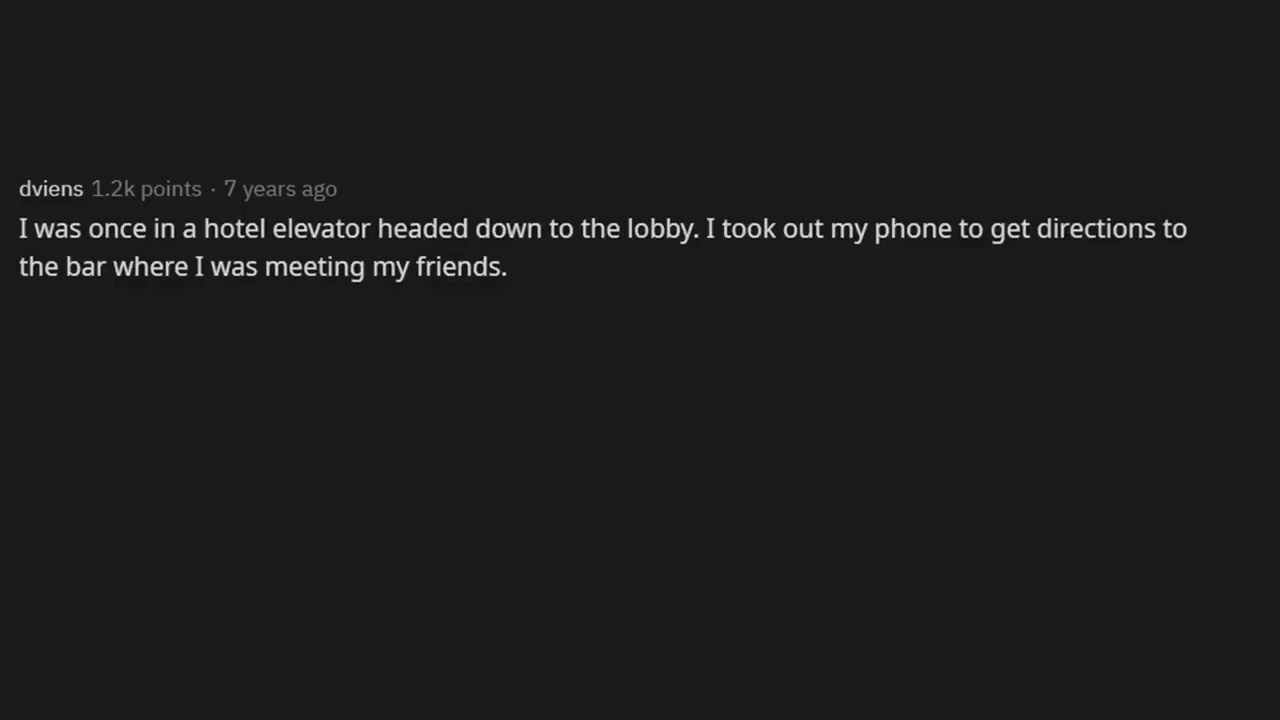 dviens 1.2k points · 7 years ago
I was once in a hotel elevator headed down to the lobby. I took out my phone to get directions to
the bar where I was meeting my friends.